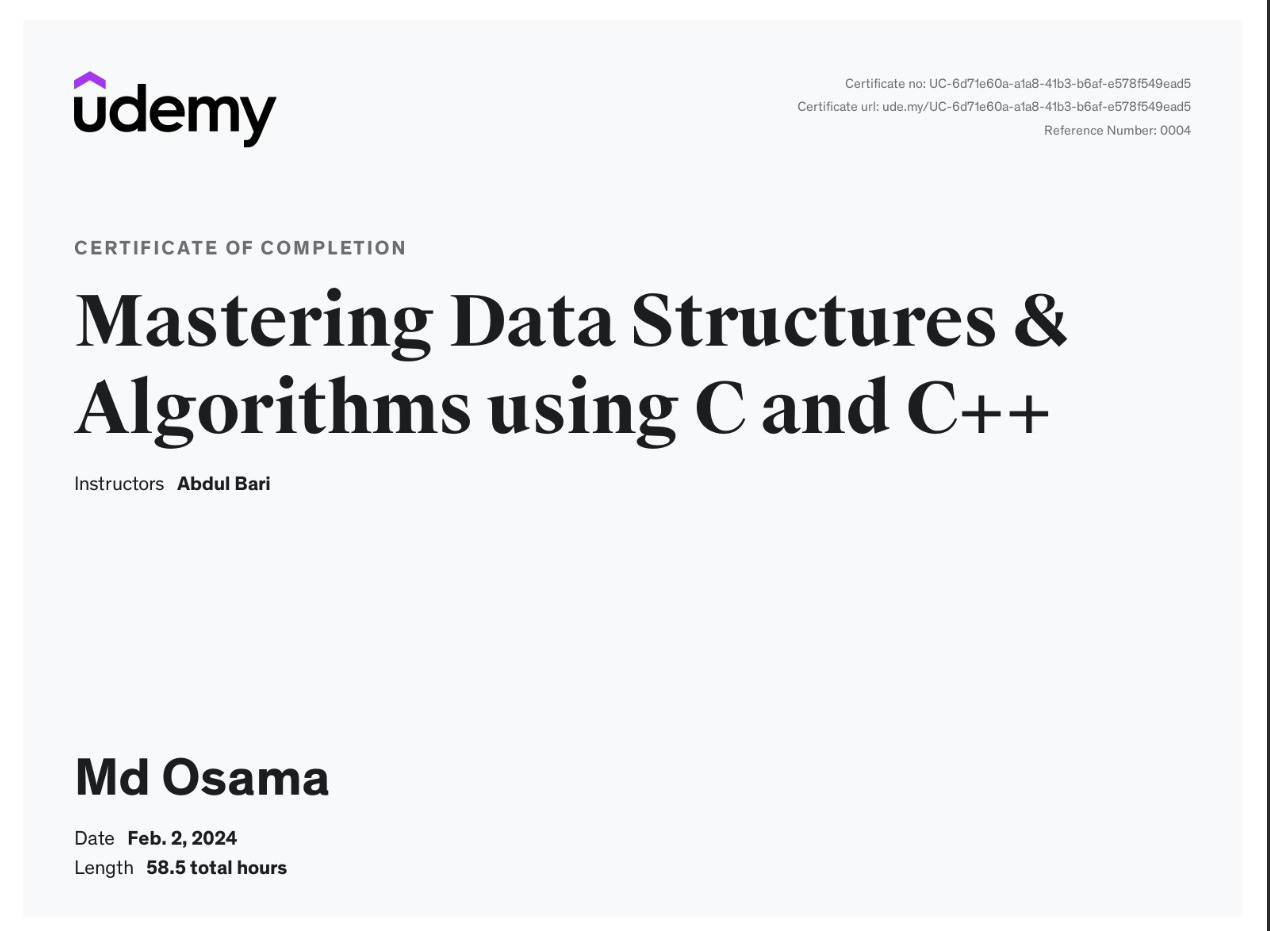 udemy
Certificate no: UC-6d71e60a-a1a8-41b3-b6af-e578f549ead5
Certificate url: ude.my/UC-6d71e60a-a1a8-41b3-b6af-e578f549ead5
Reference Number: 0004
CERTIFICATE OF COMPLETION
Mastering Data Structures &
Algorithms using C and C++
Instructors Abdul Bari
Md Osama
Date Feb. 2, 2024
Length 58.5 total hours